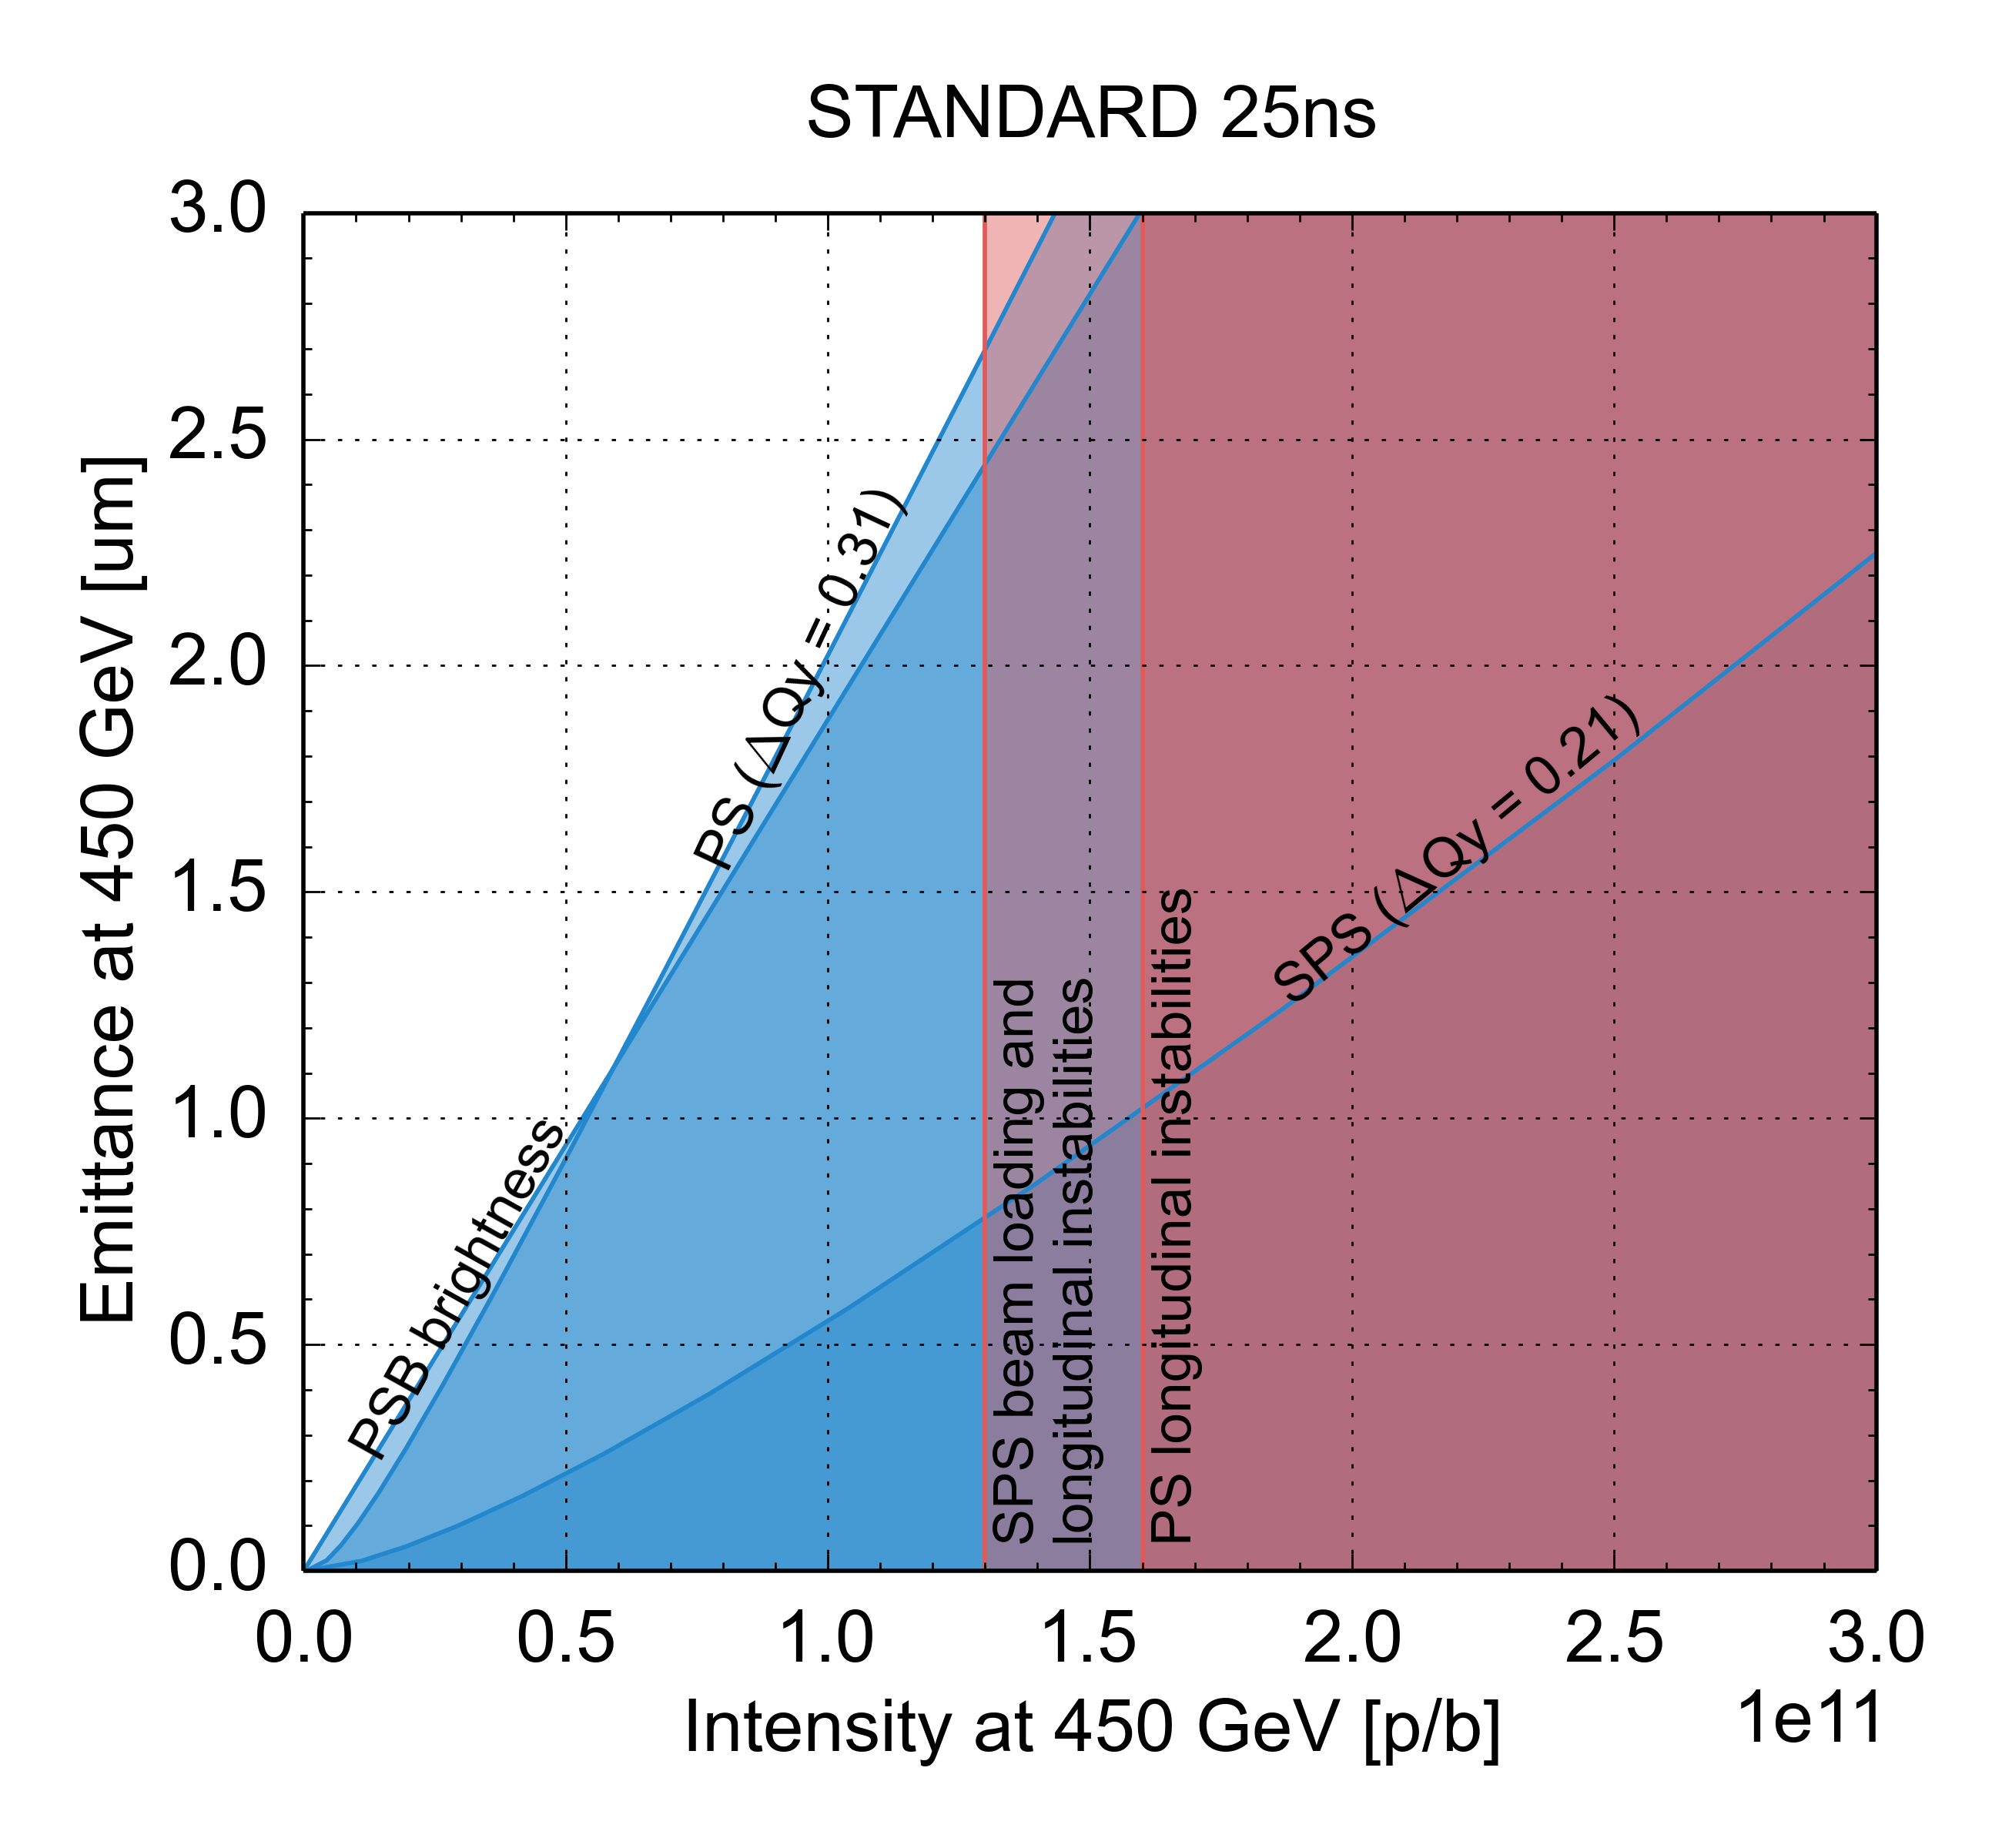 STANDARD 25ns
3.0
2.5
2.0
1.5
1.0
0.5
0.0
Emittance at 450 GeV [um]
PSB brightness
PS (ΔQy = 0.31)
SPS beam loading and
longitudinal instabilities
PS longitudinal instabilities
SPS (ΔQy = 0.21)
0.0 0.5 1.0 1.5 2.0 2.5 3.0
Intensity at 450 GeV [p/b]
1e11